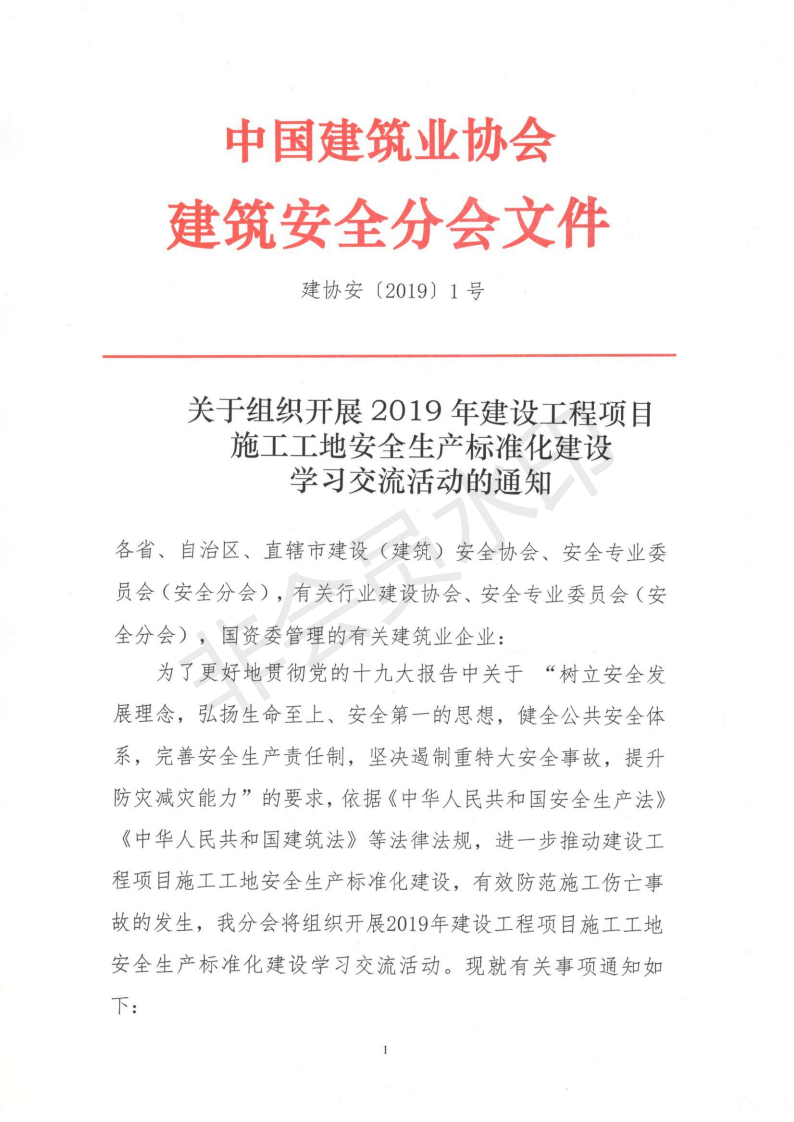 中国建筑业协会
建筑安全分会文件
建协安〔2019〕1号
关于组织开展 2019 年建设工程项目
施工工地安全生产标准化建设
学习交流活动的通知
各省、自治区、直辖市建设（建筑）安全协会、安全专业委
员会（安全分会），有关行业建设协会、安全专业委员会（安
全分会），国资委管理的有关建筑业企业：
为了更好地贯彻党的十九大报告中关于 “树立安全发
展理念，弘扬生命至上、安全第一的思想，健全公共安全体
系，完善安全生产责任制，坚决遏制重特大安全事故，提升
防灾减灾能力”的要求，依据《中华人民共和国安全生产法》
《中华人民共和国建筑法》等法律法规，进一步推动建设工
程项目施工工地安全生产标准化建设，有效防范施工伤亡事
故的发生，我分会将组织开展2019年建设工程项目施工工地
安全生产标准化建设学习交流活动。现就有关事项通知如
下：
1
非会员水印